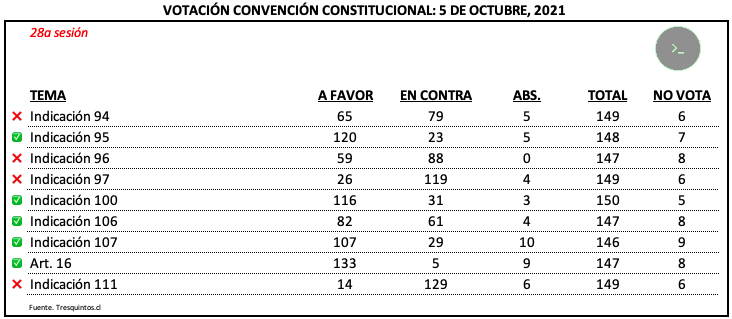 VOTACIÓN CONVENCIÓN CONSTITUCIONAL: 5 DE OCTUBRE, 2021
28a sesión
>_
TEMA A FAVOR EN CONTRA ABS. TOTAL NO VOTA
Indicación 94 65 79 5 149 6
Indicación 95 120 23 5 148 7
Indicación 96 59 88 0 147 8
Indicación 97 26 119 4 149 6
Indicación 100 116 31 3 150 5
Indicación 106 82 61 4 147 8
Indicación 107 107 29 10 146 9
Art. 16 133 5 9 147 8
Indicación 111 14 129 6 149 6
Fuente. Tresquintos.cl